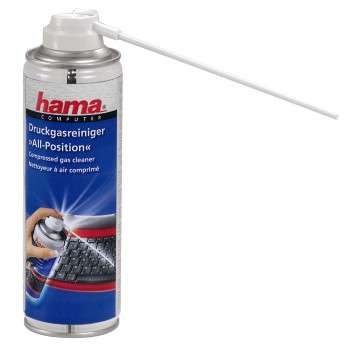 hama®
COMPUTER
Druckgasreiniger
»All-Position«
Compressed gas cleaner
Nettoyeur à air comprimé